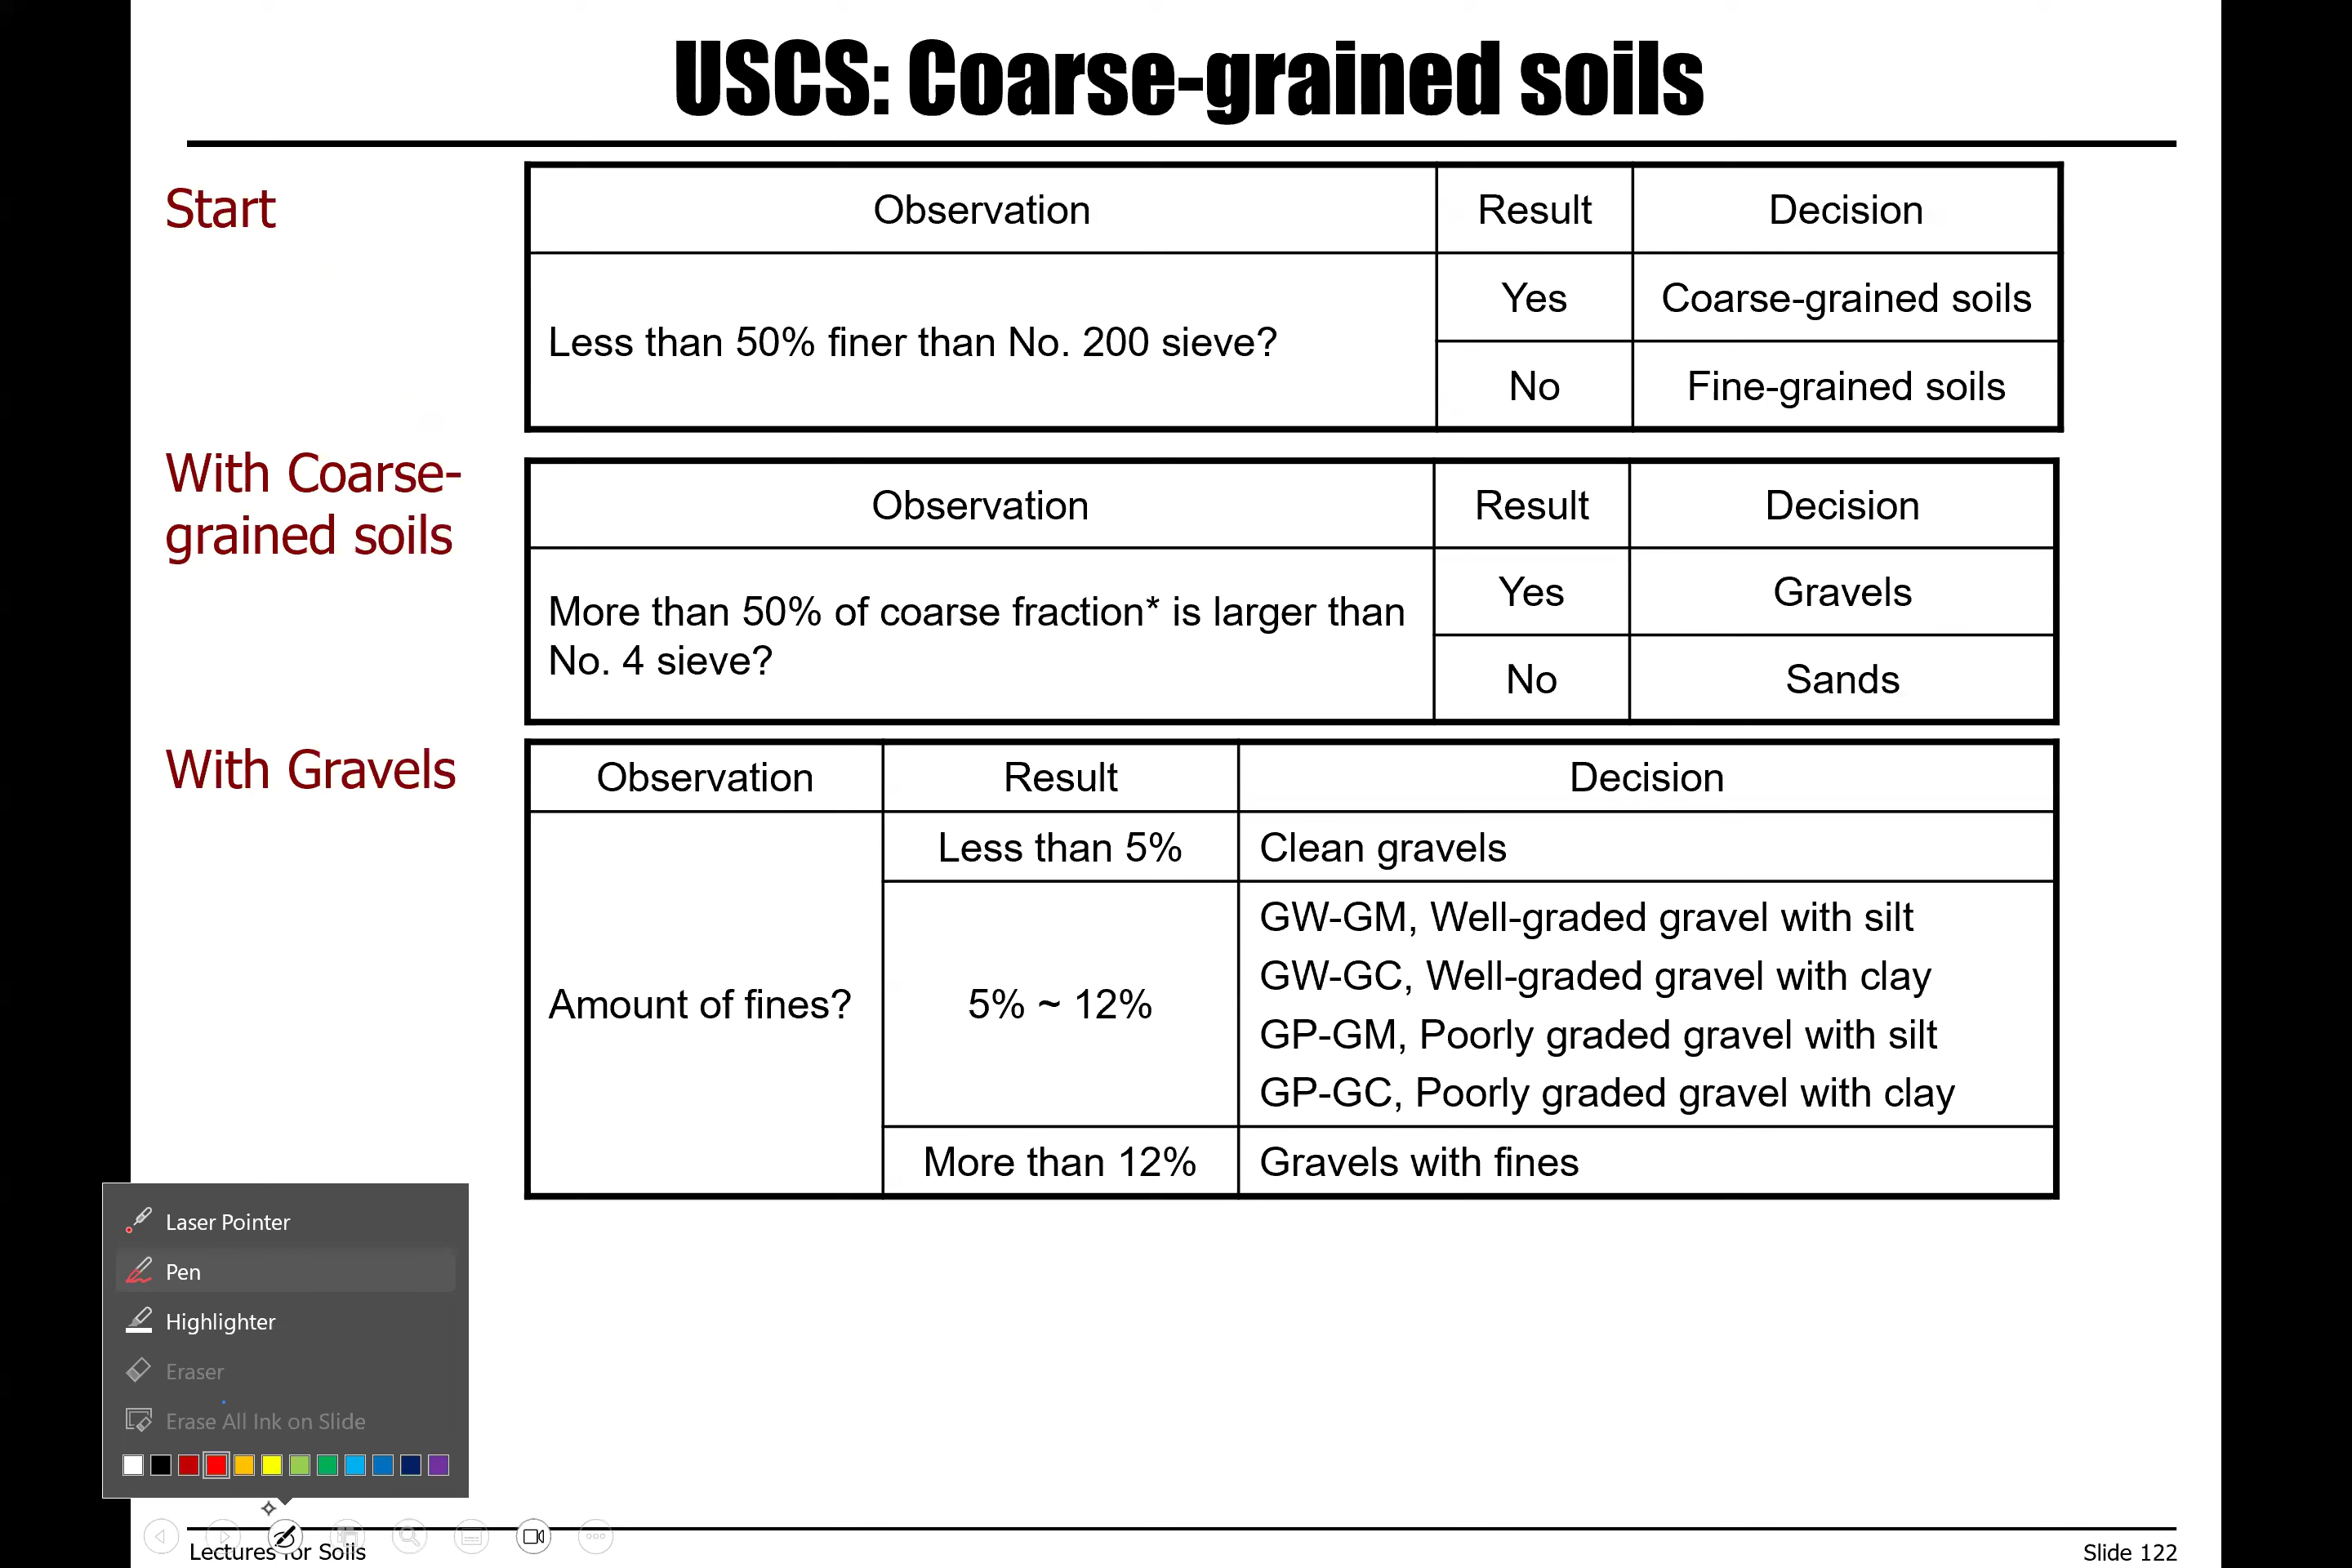 USCS: Coarse-grained soils
Start
Observation
Result
Decision
Less than 50% finer than No. 200 sieve?
Yes
Coarse-grained soils
No
Fine-grained soils
With Coarse-
grained soils
Observation
Result
Decision
More than 50% of coarse fraction* is larger than
No. 4 sieve?
Yes
Gravels
No
Sands
With Gravels
Observation
Result
Decision
Amount of fines?
Less than 5%
Clean gravels
5% ~ 12%
GW-GM, Well-graded gravel with silt
GW-GC, Well-graded gravel with clay
GP-GM, Poorly graded gravel with silt
GP-GC, Poorly graded gravel with clay
More than 12%
Gravels with fines
Laser Pointer
Pen
Highlighter
Eraser
Erase All Ink on Slide
Lectures for Soils
Slide 122